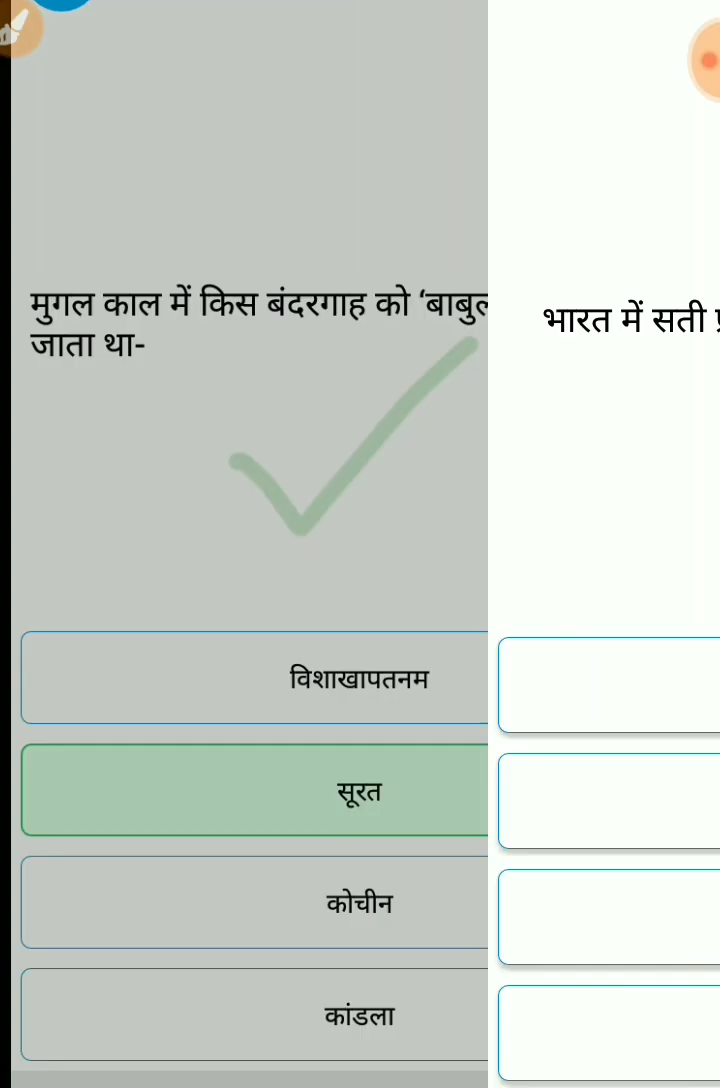 मुगल काल में किस बंदरगाह को ‘बाबुल
जाता था-
विशाखापतनम
सूरत
कोचीन
कांडला
भारत में सती